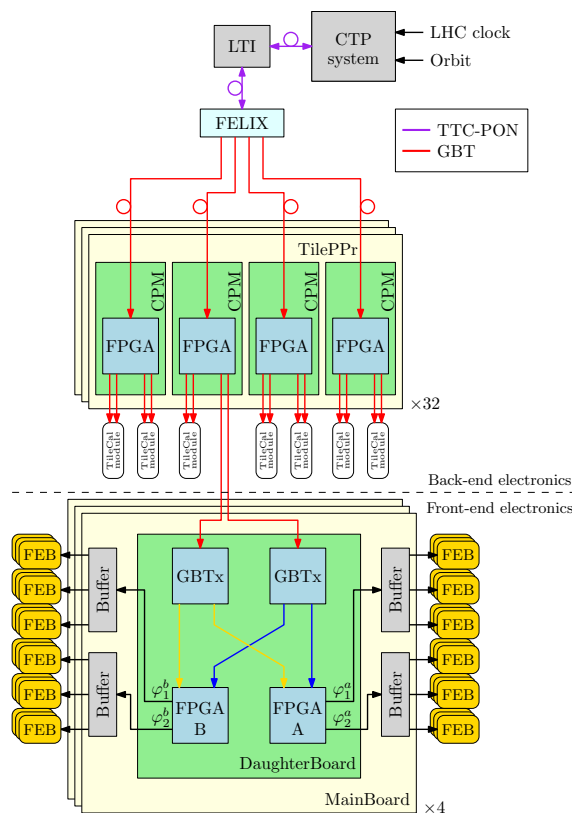 LTI
CTP
system
LHC clock
Orbit
FELIX
TTC-PON
GBT
TilePPr
CPM
CPM
CPM
CPM
FPGA
FPGA
FPGA
FPGA
×32
TileCal
module
TileCal
module
TileCal
module
TileCal
module
TileCal
module
TileCal
module
TileCal
module
Back-end electronics
Front-end electronics
FEB
FEB
FEB
FEB
FEB
FEB
Buffer
Buffer
GBTx
GBTx
φ₁ᵇ
φ₂ᵇ
FPGA
B
FPGA
A
φ₁ᵃ
φ₂ᵃ
Buffer
Buffer
FEB
FEB
FEB
FEB
FEB
FEB
DaughterBoard
MainBoard
×4